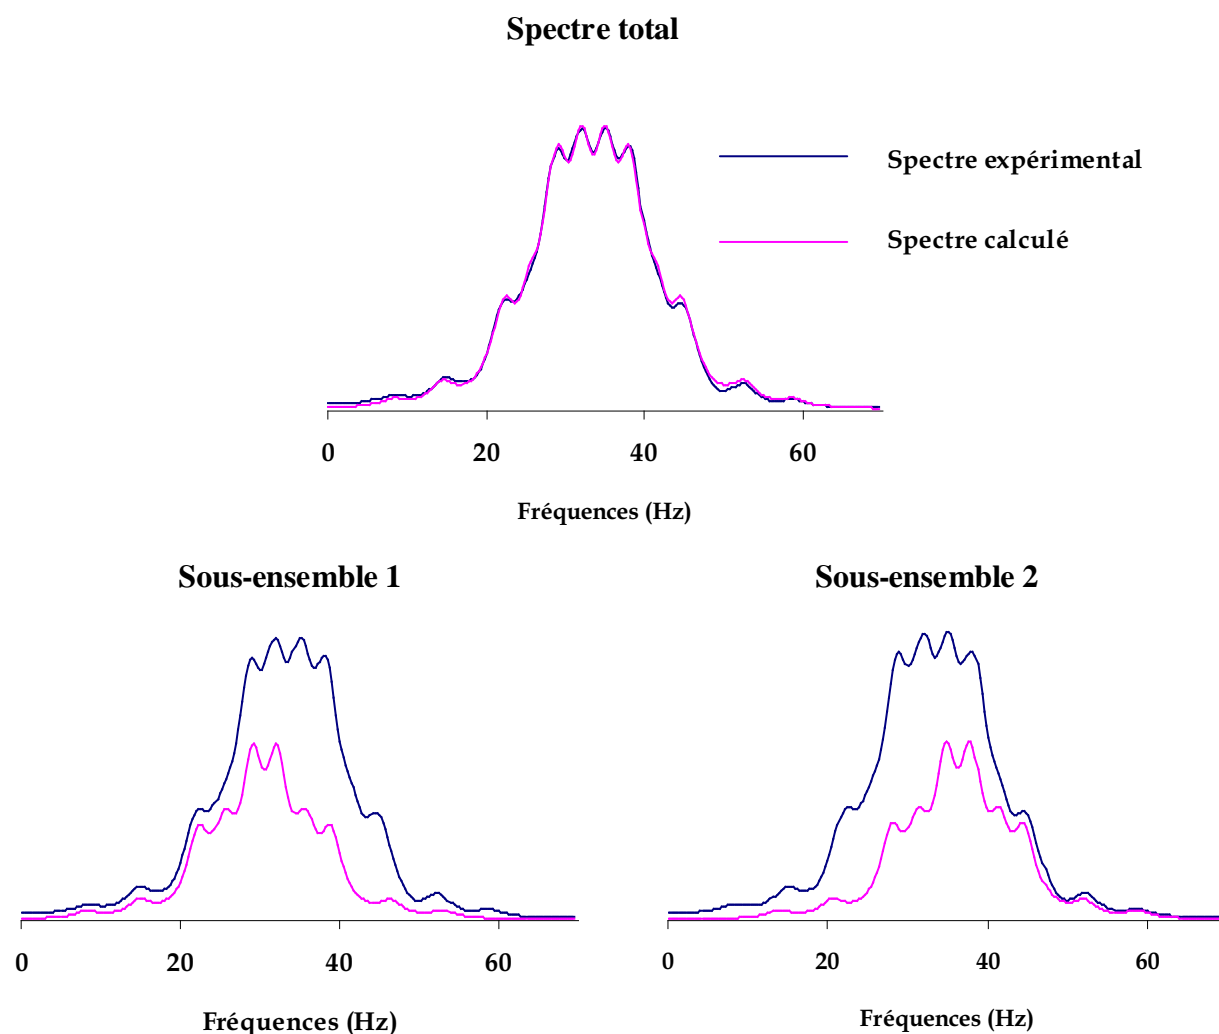 Spectre total
Spectre expérimental
Spectre calculé
0 20 40 60
Fréquences (Hz)
Sous-ensemble 1
0 20 40 60
Fréquences (Hz)
Sous-ensemble 2
0 20 40 60
Fréquences (Hz)